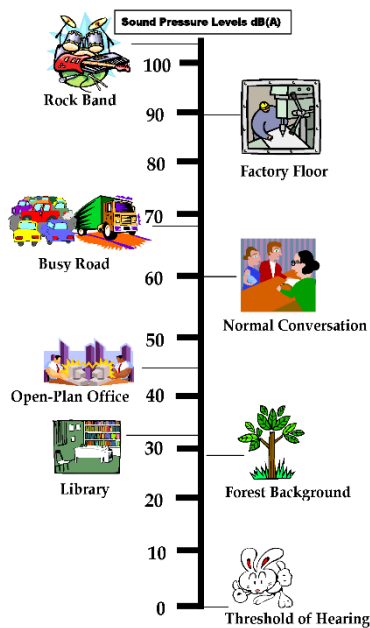 Sound Pressure Levels dB(A)
100
Rock Band
90
80
Factory Floor
70
Busy Road
60
Normal Conversation
50
Open-Plan Office
40
30
Library
Forest Background
20
10
0
Threshold of Hearing